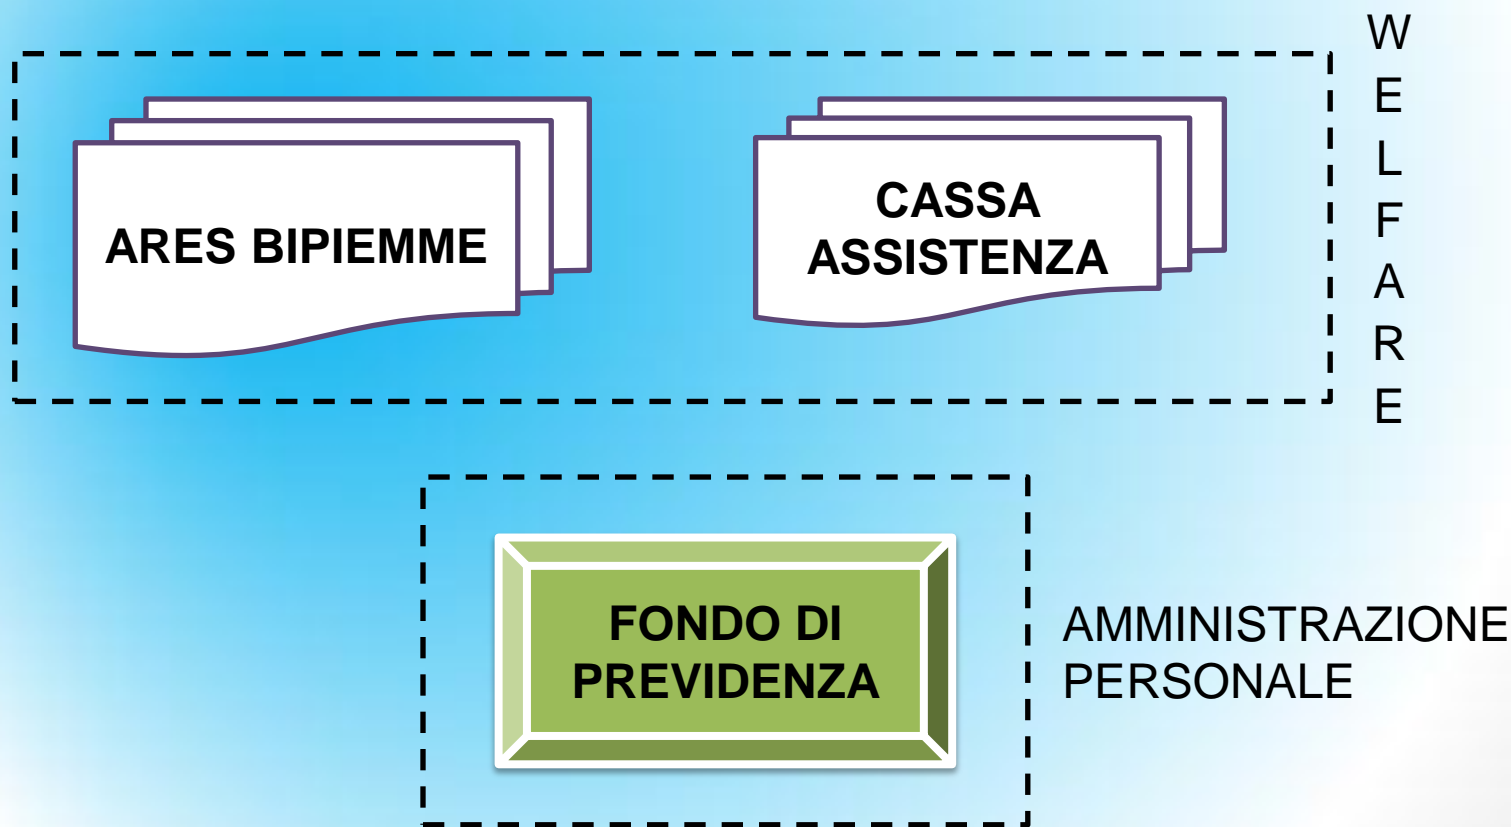 W
E
L
F
A
R
E
ARES BIPIEMME
CASSA
ASSISTENZA
FONDO DI
PREVIDENZA
AMMINISTRAZIONE
PERSONALE